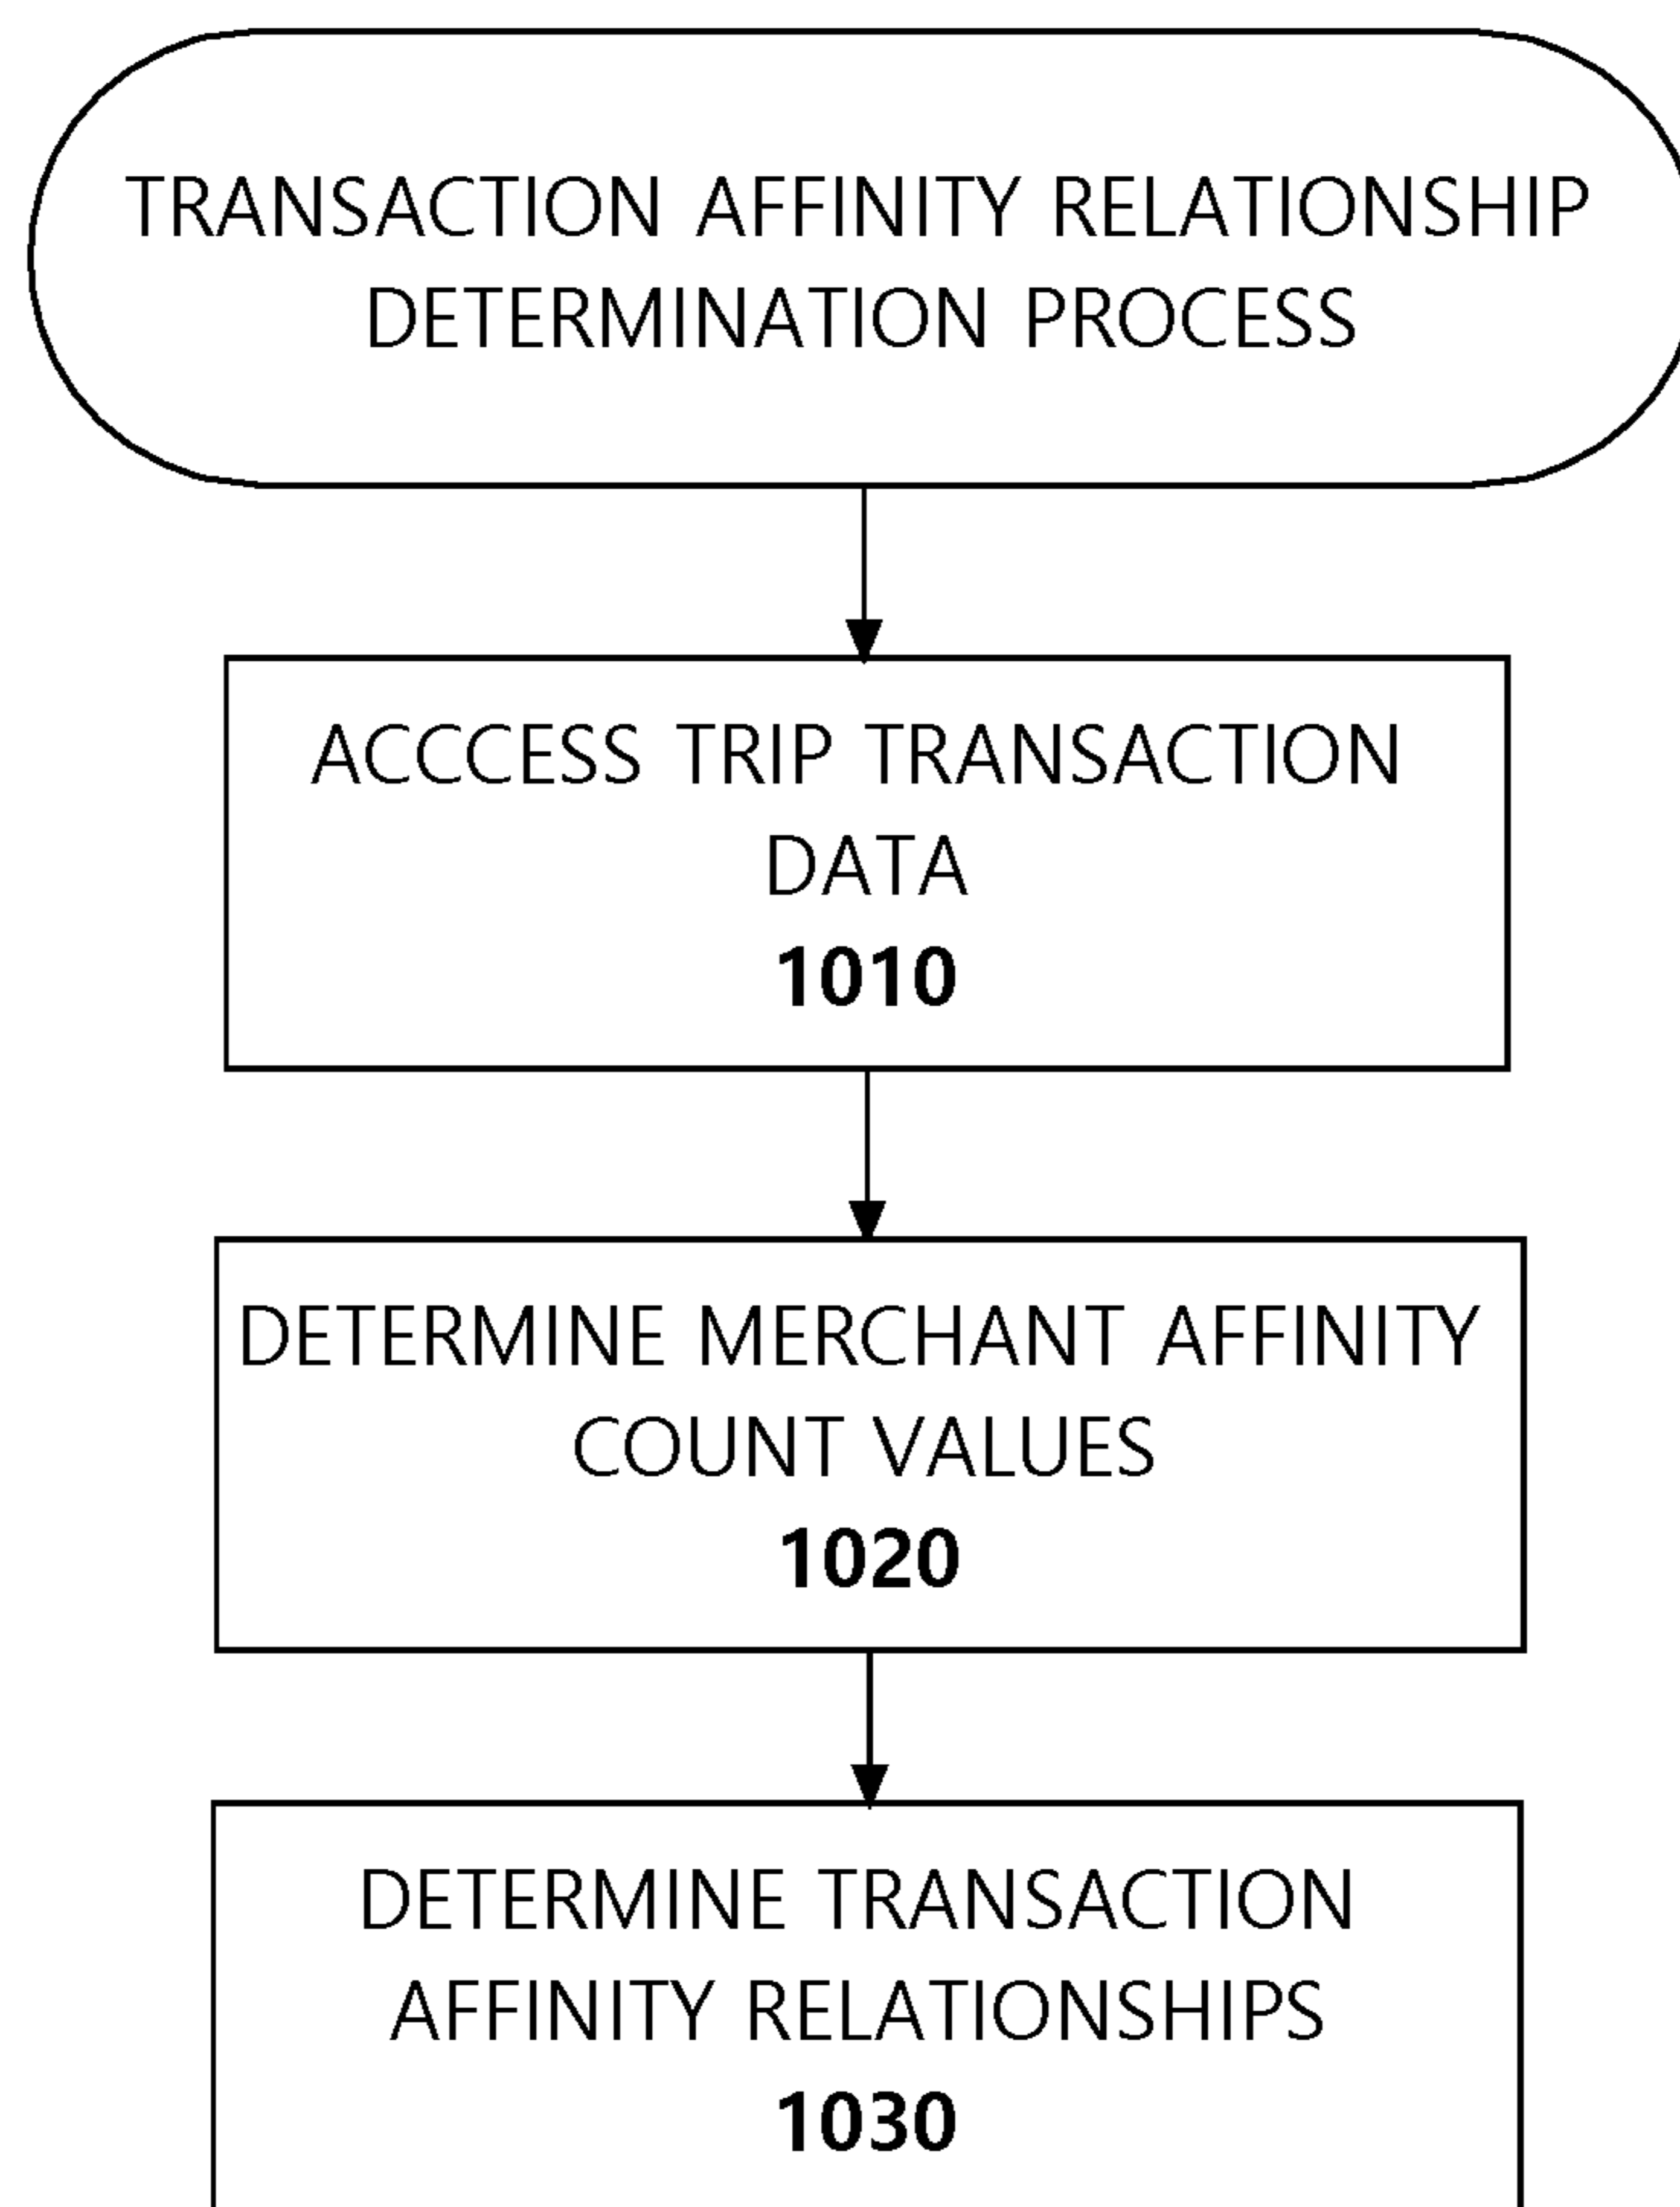 TRANSACTION AFFINITY RELATIONSHIP
DETERMINATION PROCESS
ACCCESS TRIP TRANSACTION
DATA
1010
DETERMINE MERCHANT AFFINITY
COUNT VALUES
1020
DETERMINE TRANSACTION
AFFINITY RELATIONSHIPS
1030